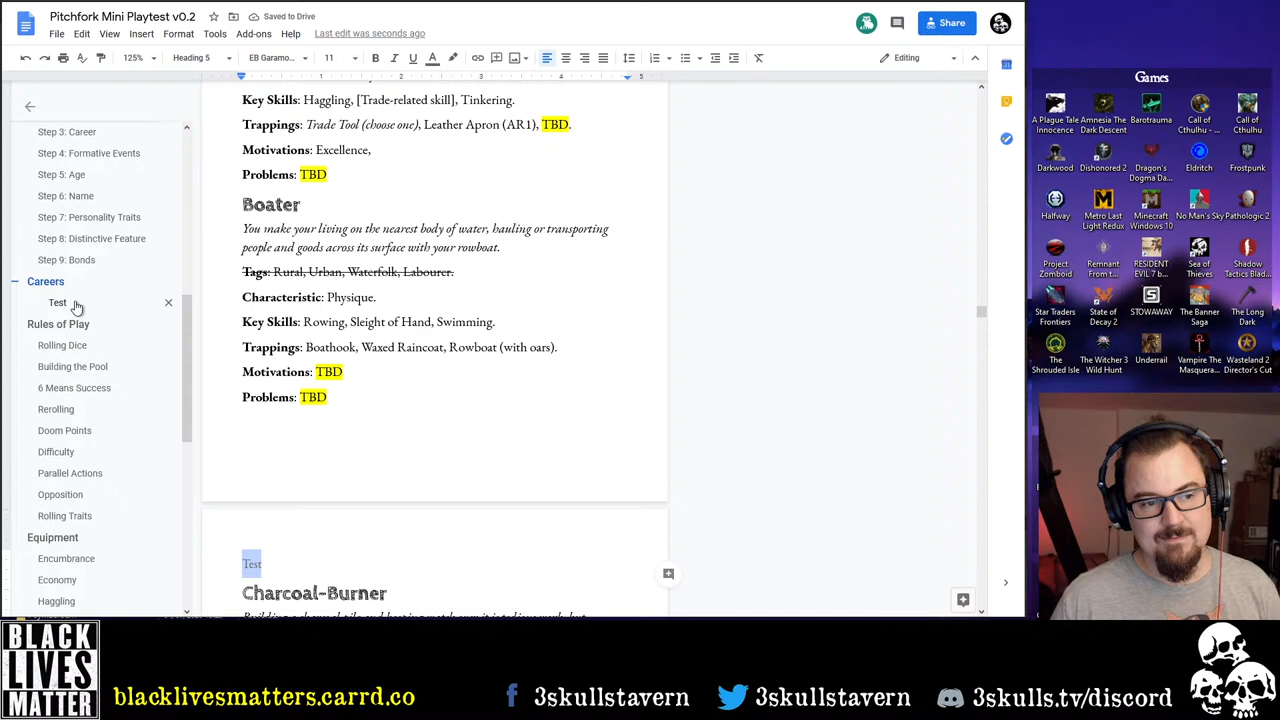 Pitchfork Mini Playtest v0.2
Saved to Drive
File Edit View Insert Format Tools Add-ons Help Last edit was seconds ago
Share
125% Heading 5 EB Garamo... 11 Editing
1 2 3 4 5
Step 3: Career
Step 4: Formative Events
Step 5: Age
Step 6: Name
Step 7: Personality Traits
Step 8: Distinctive Feature
Step 9: Bonds
Careers
Test
Rules of Play
Rolling Dice
Building the Pool
6 Means Success
Rerolling
Doom Points
Difficulty
Parallel Actions
Opposition
Rolling Traits
Equipment
Encumbrance
Economy
Haggling
Key Skills: Haggling, [Trade-related skill], Tinkering.
Trappings: Trade Tool (choose one), Leather Apron (AR1), TBD.
Motivations: Excellence,
Problems: TBD
Boater
You make your living on the nearest body of water, hauling or transporting
people and goods across its surface with your rowboat.
Tags: Rural, Urban, Waterfolk, Labourer.
Characteristic: Physique.
Key Skills: Rowing, Sleight of Hand, Swimming.
Trappings: Boathook, Waxed Raincoat, Rowboat (with oars).
Motivations: TBD
Problems: TBD
Test
Charcoal-Burner
Games
A Plague Tale Innocence
Amnesia The Dark Descent
Barotrauma
Call of Cthulhu - ...
Call of Cthulhu
Darkwood
Dishonored 2
Dragon's Dogma Da...
Eldritch
Frostpunk
Halfway
Metro Last Light Redux
Minecraft Windows 10
No Man's Sky
Pathologic 2
Project Zomboid
Remnant From t...
RESIDENT EVIL 7 b...
Sea of Thieves
Shadow Tactics Blad...
Star Traders Frontiers
State of Decay 2
STOWAWAY
The Banner Saga
The Long Dark
The Shrouded Isle
The Witcher 3 Wild Hunt
Underrail
Vampire The Masquera...
Wasteland 2 Director's Cut
BLACK
LIVES
MATTER
blacklivesmatters.carrd.co
3skullstavern
3skullstavern
3skulls.tv/discord